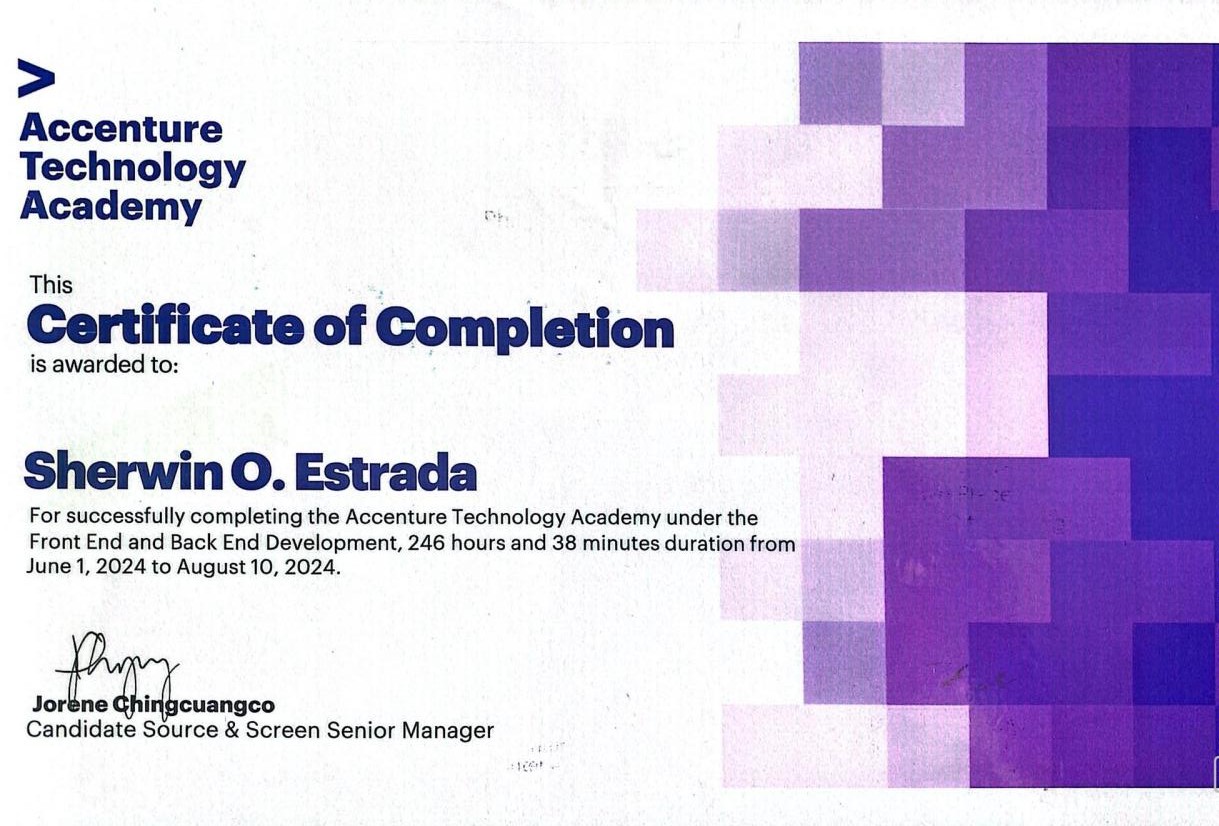 >
Accenture
Technology
Academy
This
Certificate of Completion
is awarded to:
Sherwin O. Estrada
For successfully completing the Accenture Technology Academy under the
Front End and Back End Development, 246 hours and 38 minutes duration from
June 1, 2024 to August 10, 2024.
Jorene Chingcuangco
Candidate Source & Screen Senior Manager